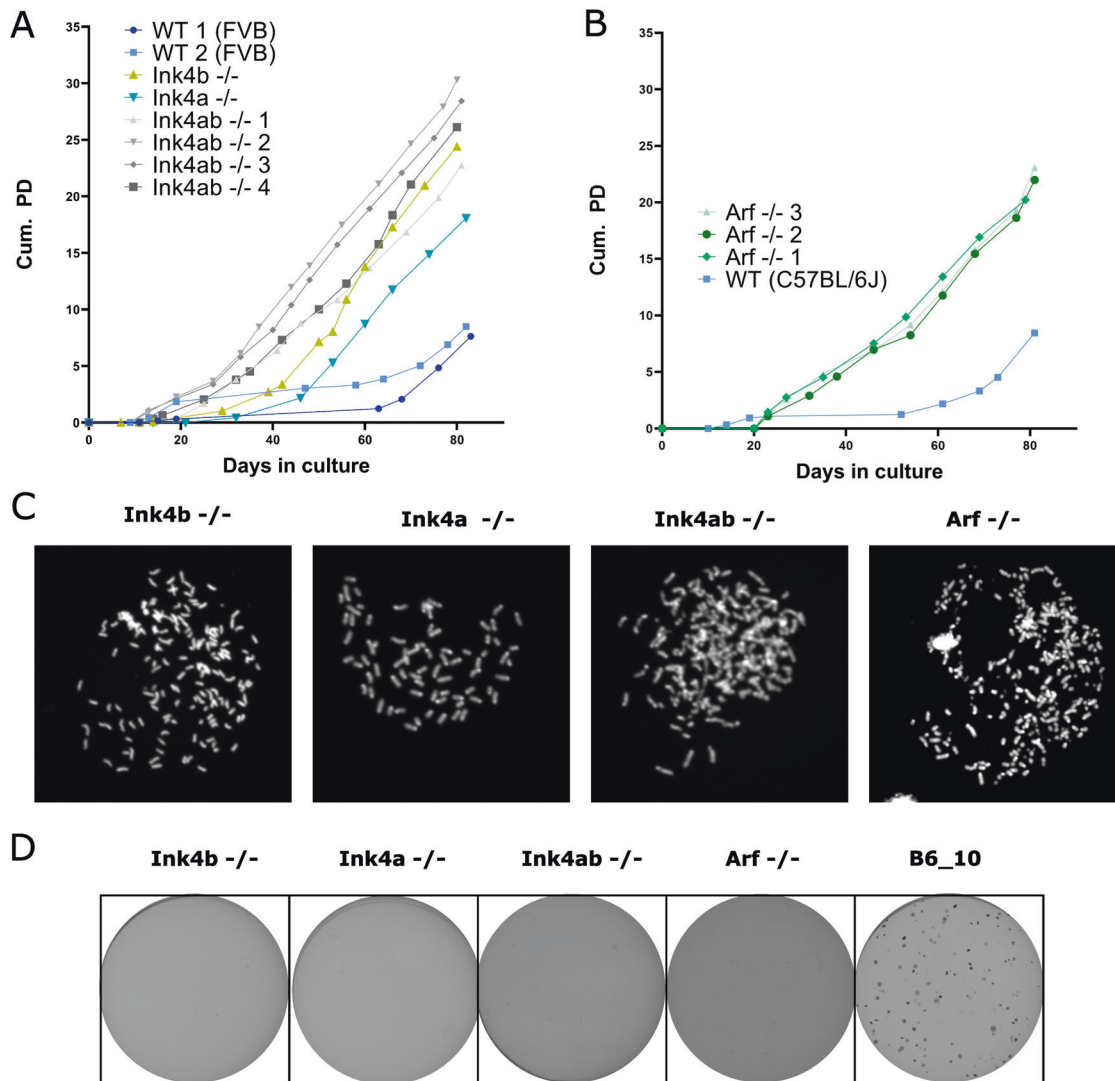 A
B
WT 1 (FVB)
WT 2 (FVB)
Ink4b -/-
Ink4a -/-
Ink4ab -/- 1
Ink4ab -/- 2
Ink4ab -/- 3
Ink4ab -/- 4
35
30
25
20
15
10
5
0
Cum. PD
0 20 40 60 80
Days in culture
Arf -/- 3
Arf -/- 2
Arf -/- 1
WT (C57BL/6J)
35
30
25
20
15
10
5
0
Cum. PD
0 20 40 60 80
Days in culture
C
Ink4b -/- Ink4a -/- Ink4ab -/- Arf -/-
D
Ink4b -/- Ink4a -/- Ink4ab -/- Arf -/- B6_10